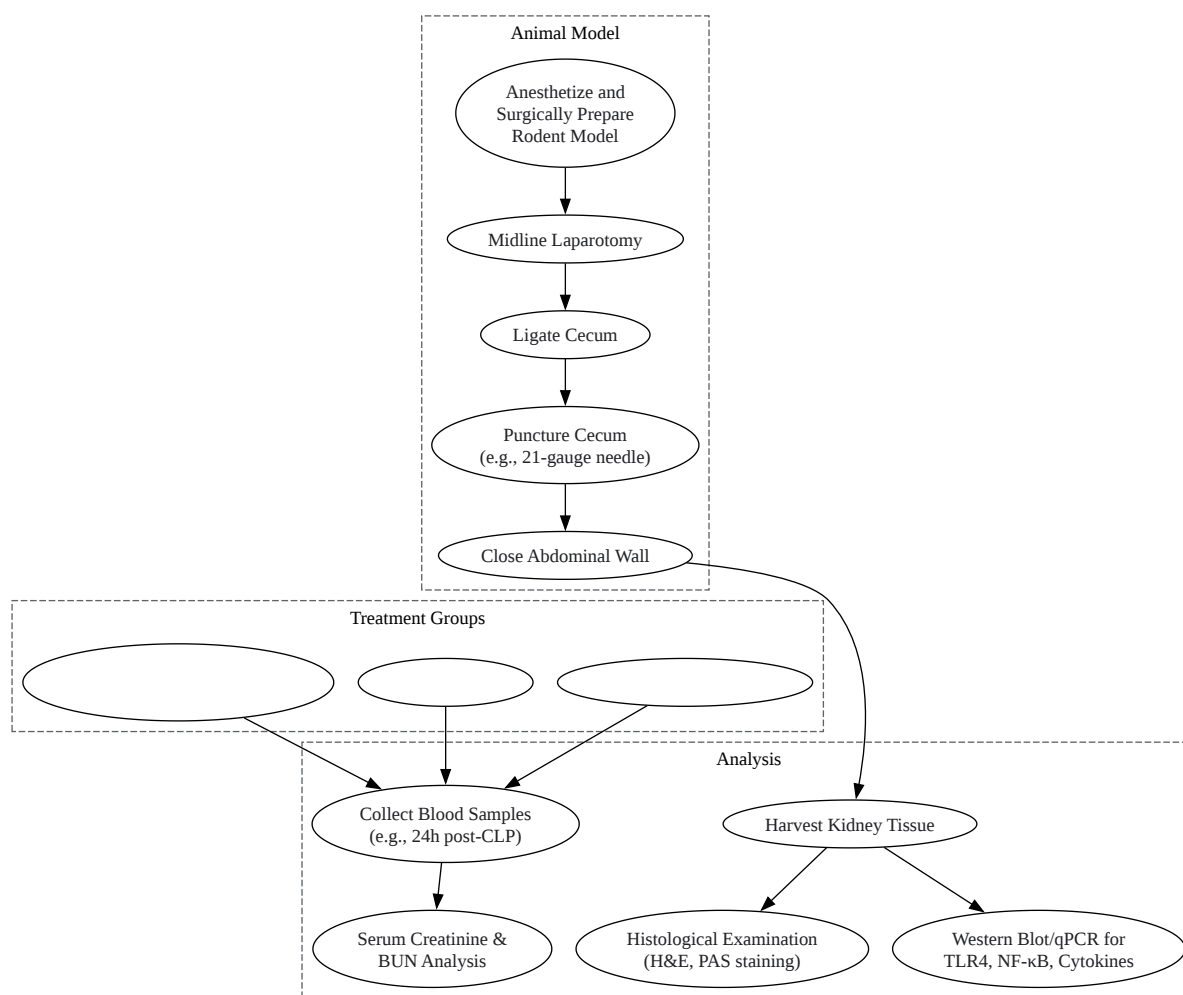 Animal Model
Anesthetize and
Surgically Prepare
Rodent Model
Midline Laparotomy
Ligate Cecum
Puncture Cecum
(e.g., 21-gauge needle)
Close Abdominal Wall
Treatment Groups
Analysis
Collect Blood Samples
(e.g., 24h post-CLP)
Harvest Kidney Tissue
Serum Creatinine &
BUN Analysis
Histological Examination
(H&E, PAS staining)
Western Blot/qPCR for
TLR4, NF-κB, Cytokines